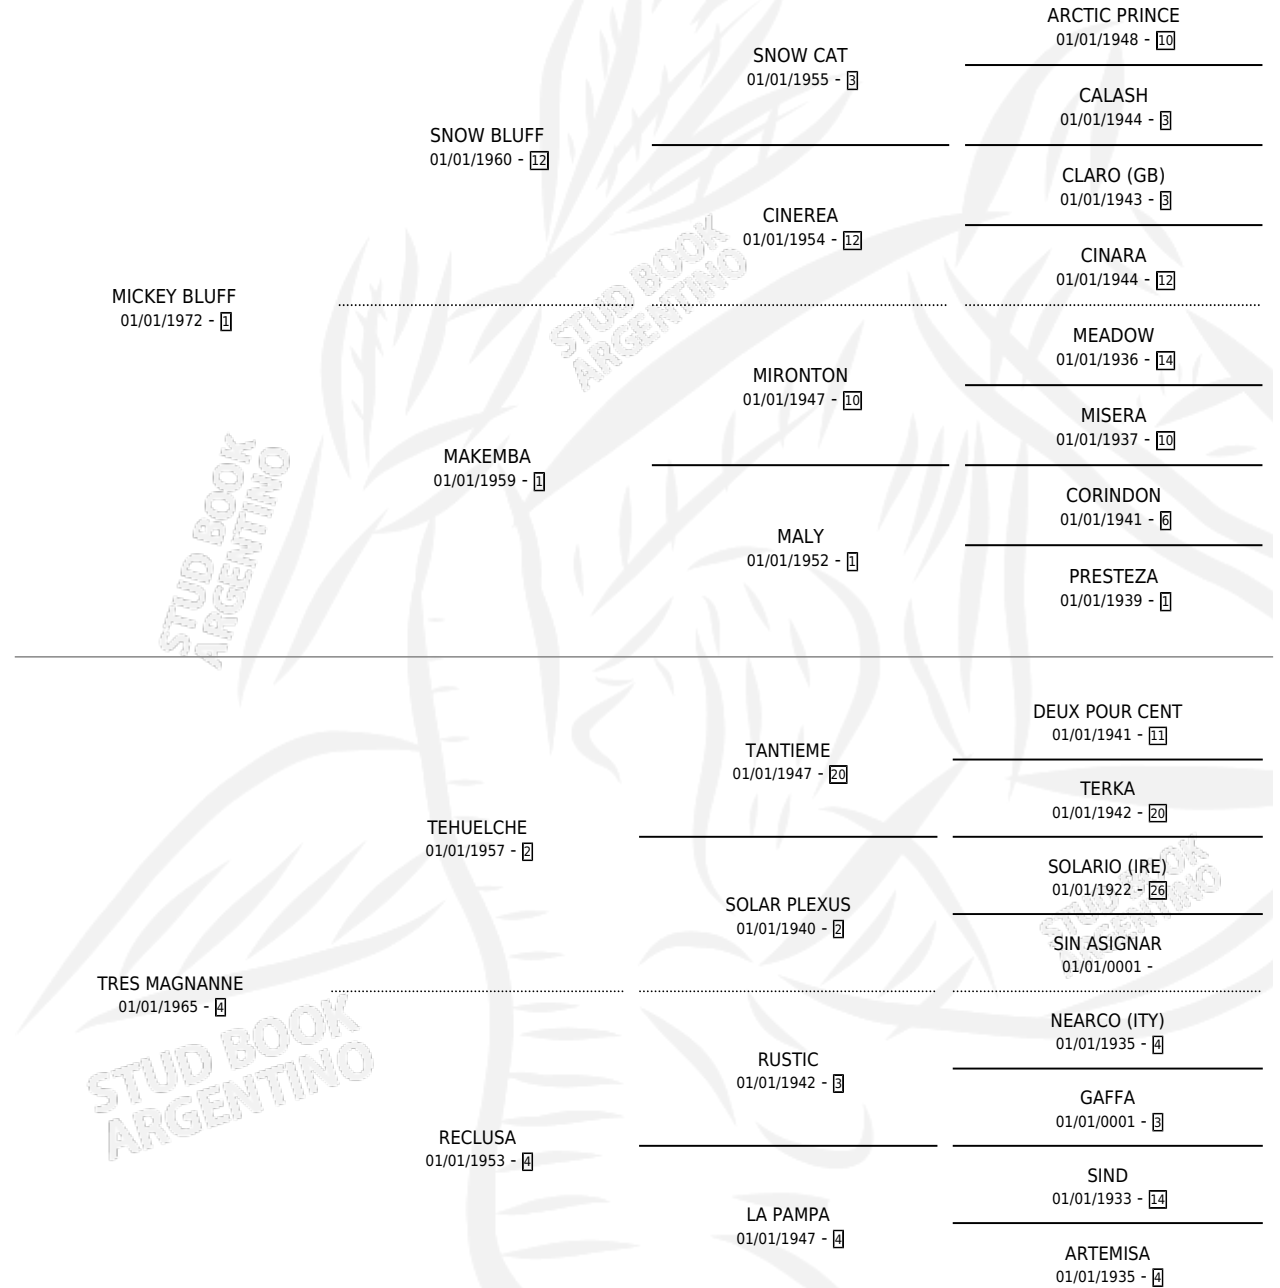 ARCTIC PRINCE
01/01/1948 - 10
SNOW CAT
01/01/1955 - 3
CALASH
01/01/1944 - 3
SNOW BLUFF
01/01/1960 - 12
CLARO (GB)
01/01/1943 - 3
CINEREA
01/01/1954 - 12
CINARA
01/01/1944 - 12
MICKEY BLUFF
01/01/1972 - 1
MEADOW
01/01/1936 - 14
MIRONTON
01/01/1947 - 10
MISERA
01/01/1937 - 10
MAKEMBA
01/01/1959 - 1
CORINDON
01/01/1941 - 6
MALY
01/01/1952 - 1
PRESTEZA
01/01/1939 - 1
STUD BOOK
ARGENTINO
STUD BOOK
ARGENTINO
DEUX POUR CENT
01/01/1941 - 11
TANTIEME
01/01/1947 - 20
TERKA
01/01/1942 - 20
TEHUELCHE
01/01/1957 - 2
SOLARIO (IRE)
01/01/1922 - 26
SOLAR PLEXUS
01/01/1940 - 2
SIN ASIGNAR
01/01/0001 -
TRES MAGNANNE
01/01/1965 - 4
NEARCO (ITY)
01/01/1935 - 4
RUSTIC
01/01/1942 - 3
GAFFA
01/01/0001 - 3
RECLUSA
01/01/1953 - 4
SIND
01/01/1933 - 14
LA PAMPA
01/01/1947 - 4
ARTEMISA
01/01/1935 - 4
STUD BOOK
ARGENTINO
STUD BOOK
ARGENTINO